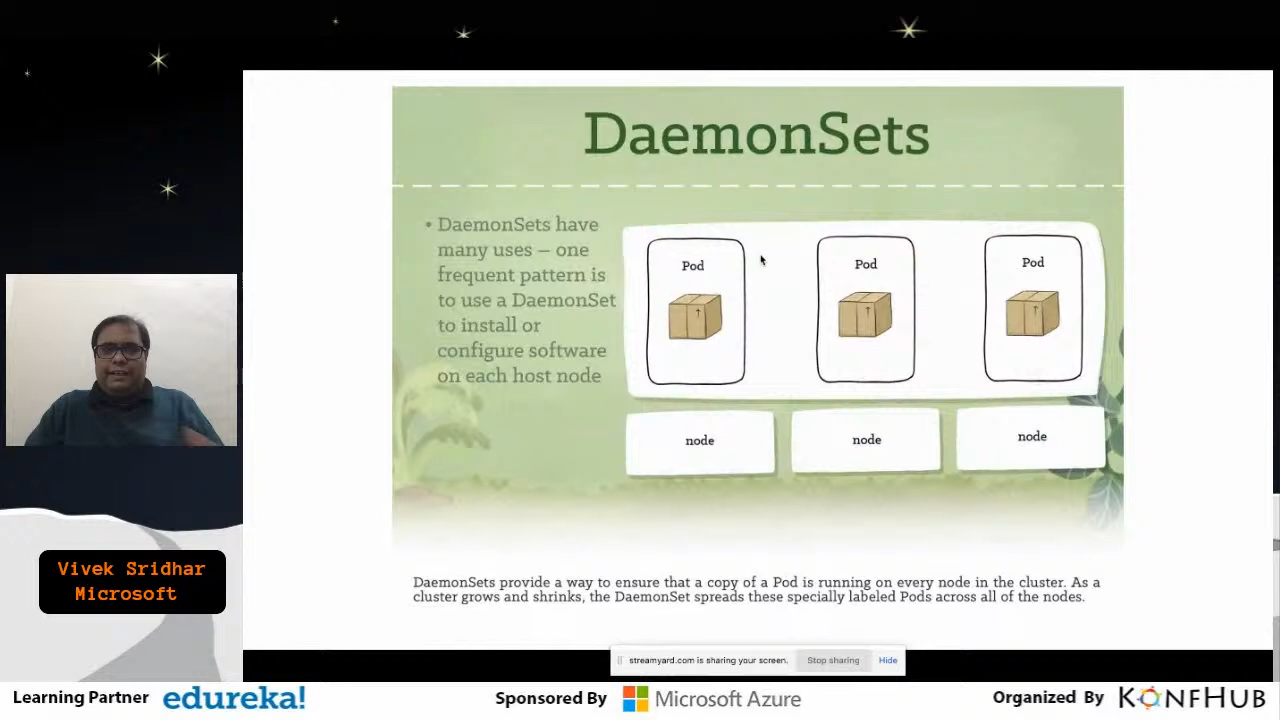 DaemonSets
• DaemonSets have
many uses – one
frequent pattern is
to use a DaemonSet
to install or
configure software
on each host node
Pod
Pod
Pod
node
node
node
DaemonSets provide a way to ensure that a copy of a Pod is running on every node in the cluster. As a
cluster grows and shrinks, the DaemonSet spreads these specially labeled Pods across all of the nodes.
Vivek Sridhar
Microsoft
streamyard.com is sharing your screen.
Stop sharing
Hide
Learning Partner
edureka!
Sponsored By
Microsoft Azure
Organized By
KONFHUB